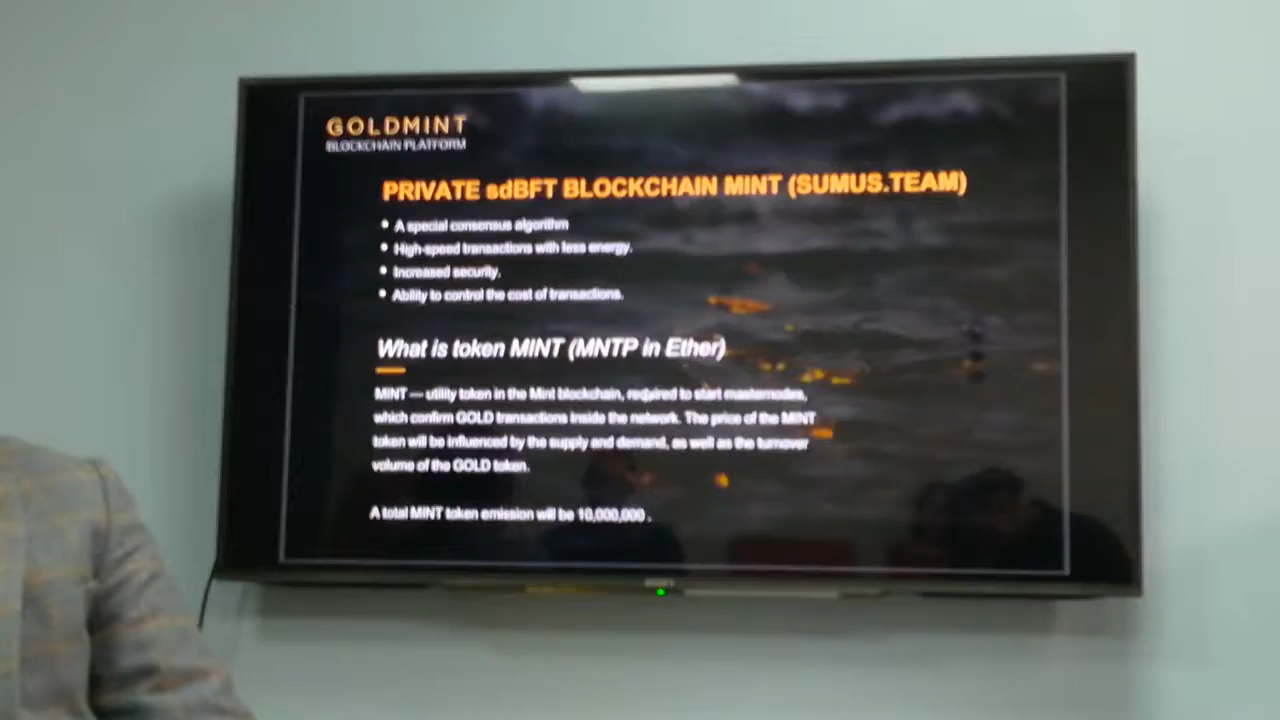 GOLDMINT
BLOCKCHAIN PLATFORM
PRIVATE sdBFT BLOCKCHAIN MINT (SUMUS.TEAM)
• A special consensus algorithm
• High-speed transactions with less energy.
• Increased security.
• Ability to control the cost of transactions.
What is token MINT (MNTP in Ether)
MINT — utility token in the Mint blockchain, required to start masternodes,
which confirm GOLD transactions inside the network. The price of the MINT
token will be influenced by the supply and demand, as well as the turnover
volume of the GOLD token.
A total MINT token emission will be 10,000,000 .